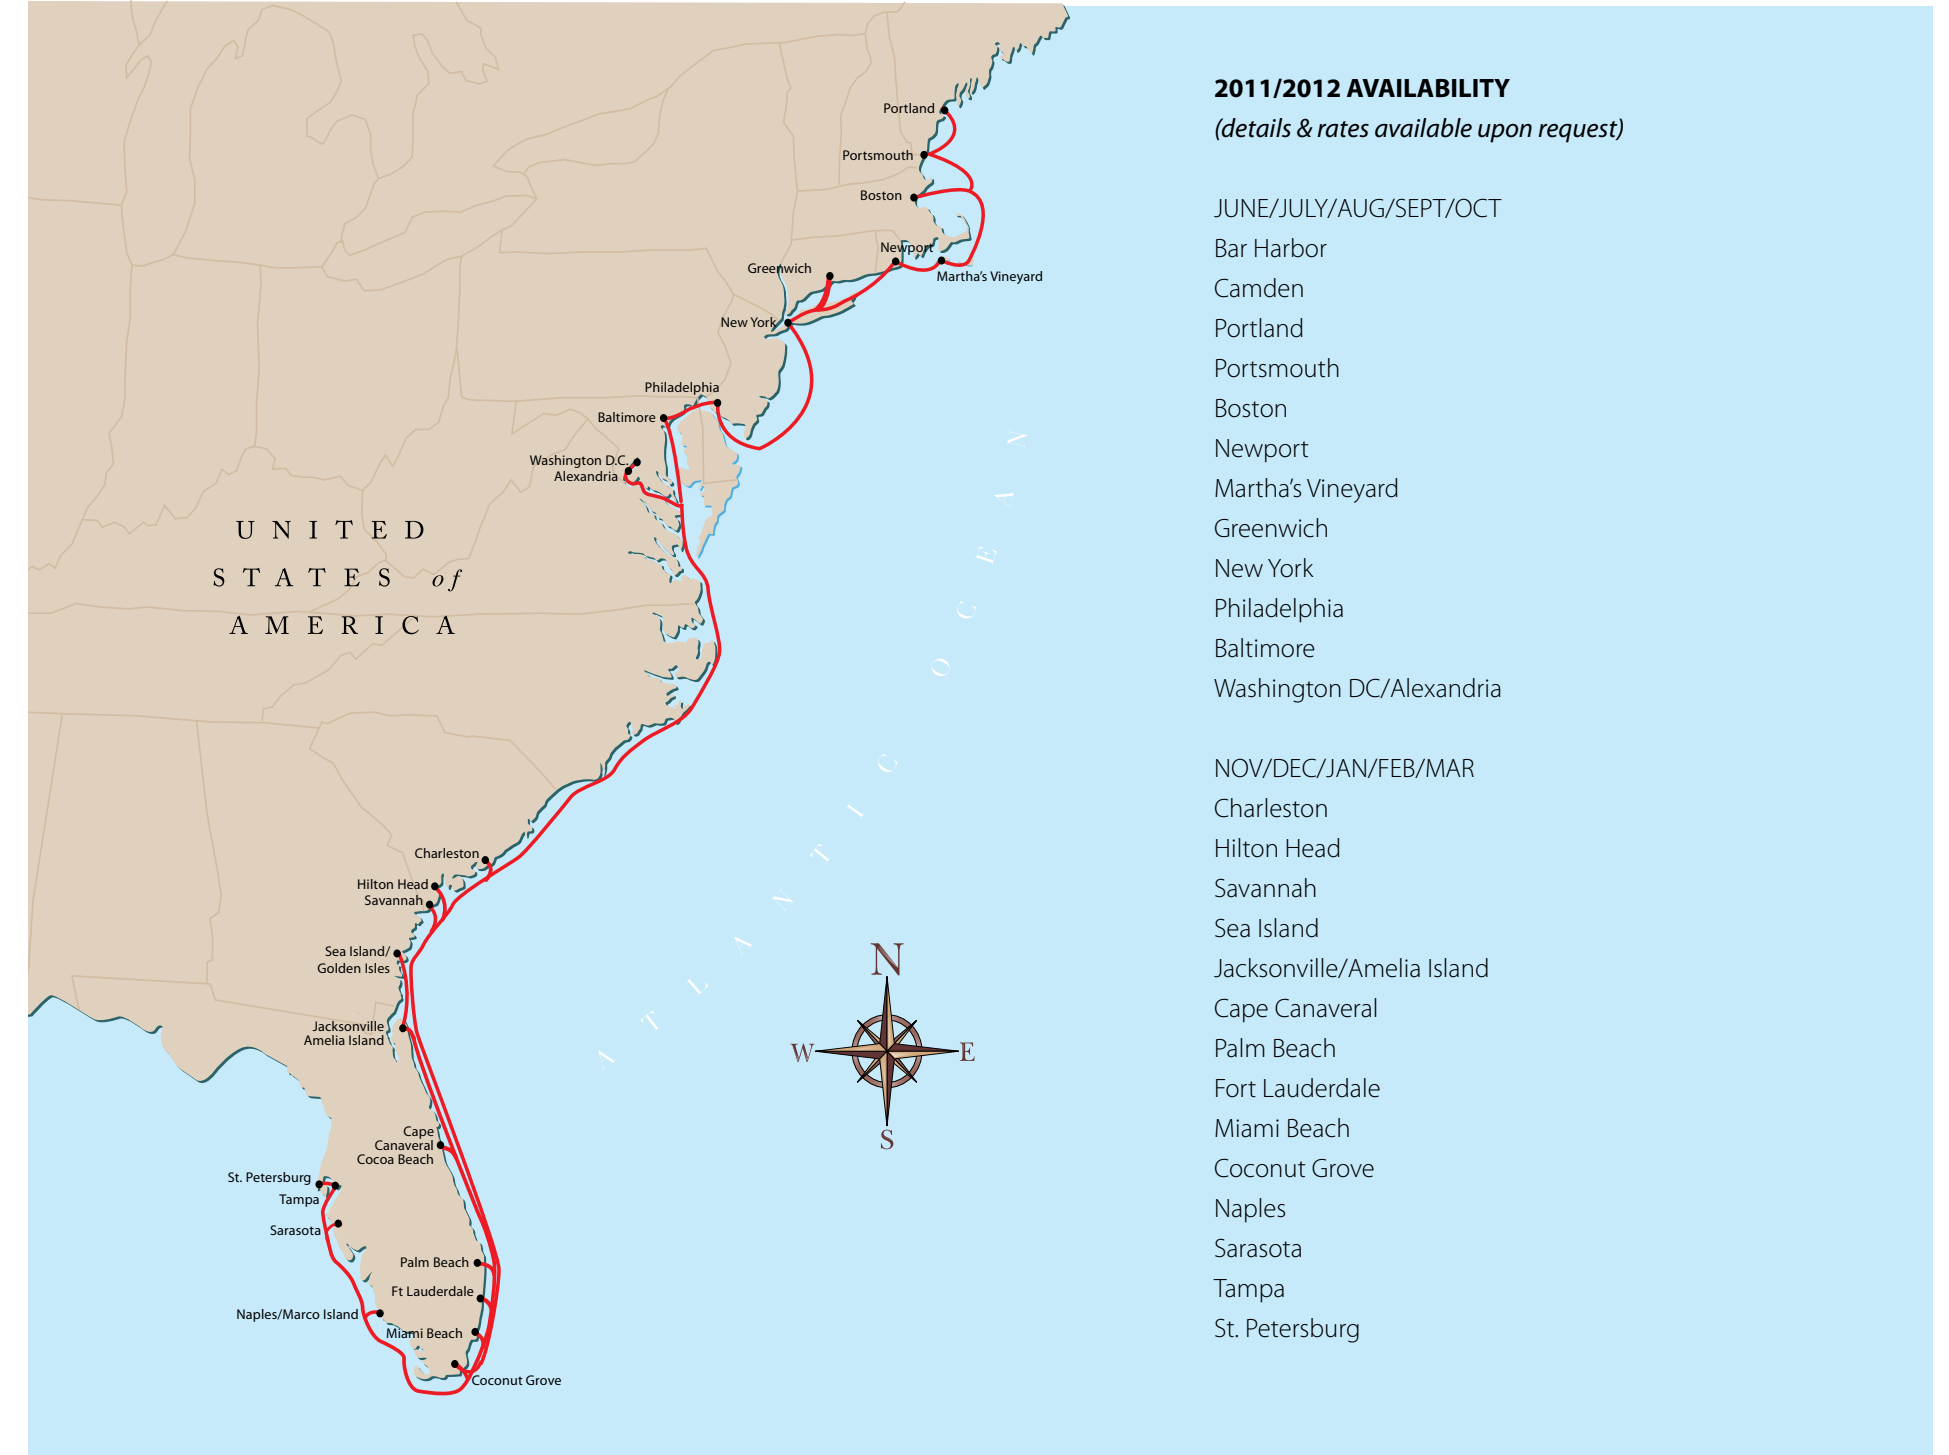 Portland
Portsmouth
Boston
Newport
Greenwich
Martha's Vineyard
New York
Philadelphia
Baltimore
Washington D.C.
Alexandria
UNITED
STATES of
AMERICA
ATLANTIC OCEAN
Charleston
Hilton Head
Savannah
Sea Island/
Golden Isles
Jacksonville
Amelia Island
Cape
Canaveral
Cocoa Beach
St. Petersburg
Tampa
Sarasota
Palm Beach
Ft Lauderdale
Naples/Marco Island
Miami Beach
Coconut Grove
N
W
E
S
2011/2012 AVAILABILITY
(details & rates available upon request)
JUNE/JULY/AUG/SEPT/OCT
Bar Harbor
Camden
Portland
Portsmouth
Boston
Newport
Martha's Vineyard
Greenwich
New York
Philadelphia
Baltimore
Washington DC/Alexandria
NOV/DEC/JAN/FEB/MAR
Charleston
Hilton Head
Savannah
Sea Island
Jacksonville/Amelia Island
Cape Canaveral
Palm Beach
Fort Lauderdale
Miami Beach
Coconut Grove
Naples
Sarasota
Tampa
St. Petersburg